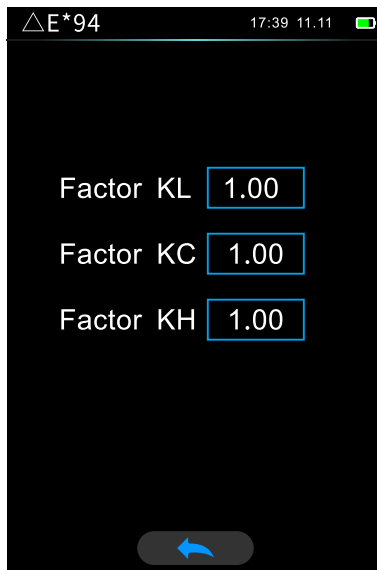 △E*94 17:39 11.11
Factor KL 1.00
Factor KC 1.00
Factor KH 1.00